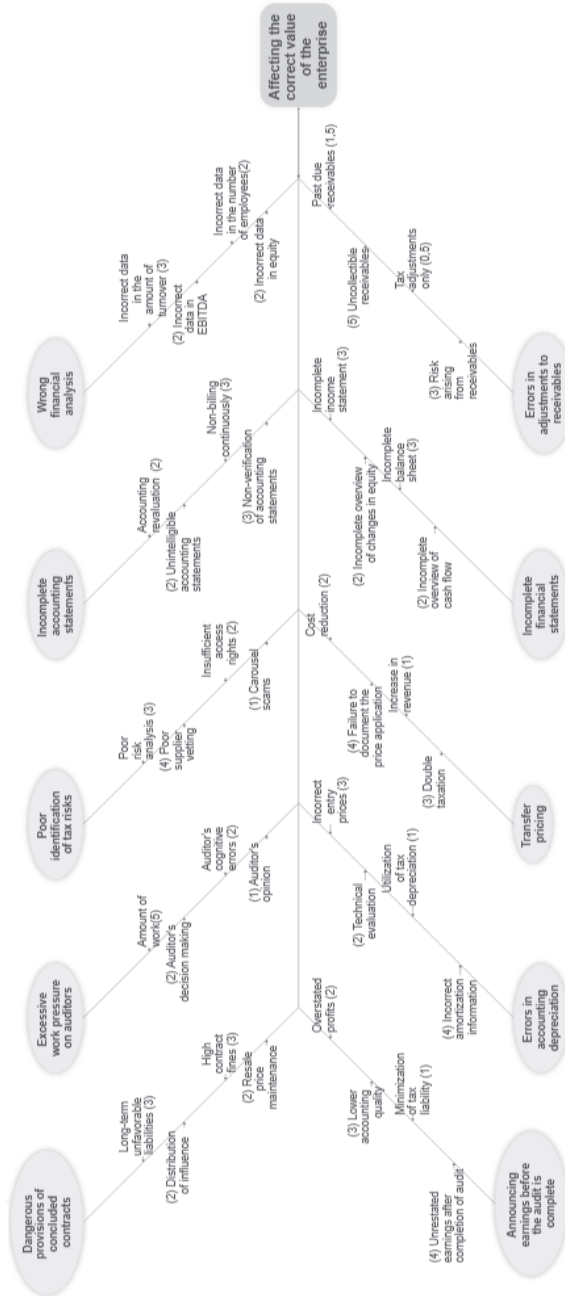 Dangerous
provisions of
concluded
contracts
Long-term
unfavorable
liabilities (3)
(2) Distribution
of influence
High
contract
fines (3)
(2) Resale
price
maintenance
Excessive
work pressure
on auditors
Amount of
work(5)
(2) Auditor's
decision making
Auditor's
cognitive
errors (2)
(1) Auditor's
opinion
Poor
identification
of tax risks
Poor
risk
analysis (3)
(4) Poor
supplier
vetting
Insufficient
access
rights (2)
(1) Carousel
scams
Incomplete
accounting
statements
Accounting
revaluation (2)
(2) Unintelligible
accounting
statements
Non-billing
continuously (3)
(3) Non-verification
of accounting
statements
Wrong
financial
analysis
Incorrect data
in the
amount of
turnover (3)
(2) Incorrect
data in
EBITDA
Incorrect data
in the number
of employees(2)
(2) Incorrect data
in equity
Affecting the
correct value
of the
enterprise
Overstated
profits (2)
(3) Lower
accounting
quality
Minimization
of tax
liability (1)
(4) Unrestated
earnings after
completion of audit
Announcing
earnings before
the audit is
complete
Incorrect
entry
prices (3)
(2) Technical
evaluation
Utilization
of tax
depreciation (1)
(4) Incorrect
amortization
information
Errors in
accounting
depreciation
Cost
reduction (2)
(4) Failure to
document the
price application
Increase in
revenue (1)
(3) Double
taxation
Transfer
pricing
Incomplete
income
statement (3)
(2) Incomplete overview
of changes in equity
Incomplete
balance
sheet (3)
(2) Incomplete
overview of
cash flow
Incomplete
financial
statements
Past due
receivables (1,5)
(5) Uncollectible
receivables
Tax
adjustments
only (0,5)
(3) Risk
arising
from
receivables
Errors in
adjustments to
receivables